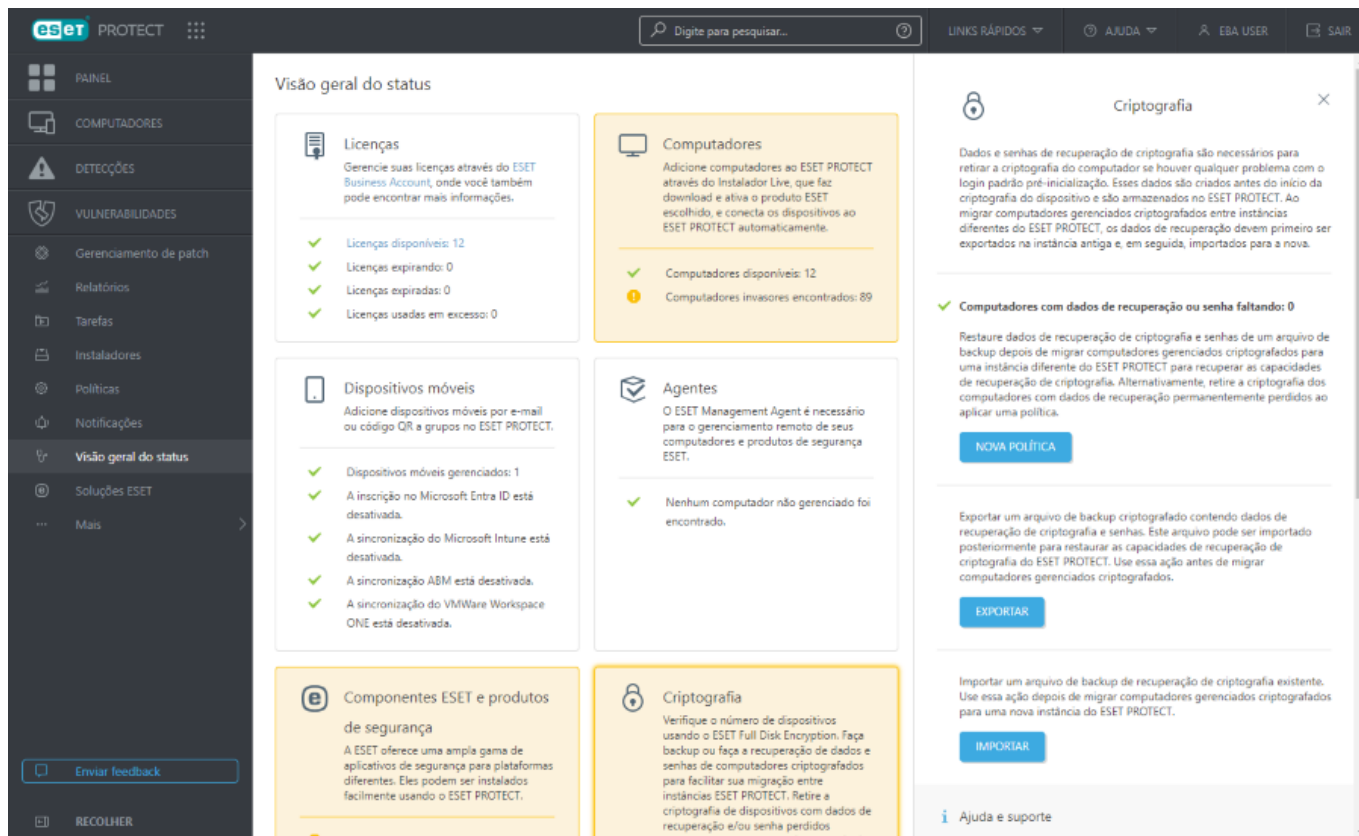 eset PROTECT
Digite para pesquisar...
LINKS RÁPIDOS
AJUDA
EBA USER
SAIR
PAINEL
COMPUTADORES
DETECÇÕES
VULNERABILIDADES
Gerenciamento de patch
Relatórios
Tarefas
Instaladores
Políticas
Notificações
Visão geral do status
Soluções ESET
Mais
Enviar feedback
RECOLHER
Visão geral do status
Licenças
Gerencie suas licenças através do ESET
Business Account, onde você também
pode encontrar mais informações.
Licenças disponíveis: 12
Licenças expirando: 0
Licenças expiradas: 0
Licenças usadas em excesso: 0
Computadores
Adicione computadores ao ESET PROTECT
através do Instalador Live, que faz
download e ativa o produto ESET
escolhido, e conecta os dispositivos ao
ESET PROTECT automaticamente.
Computadores disponíveis: 12
Computadores invasores encontrados: 89
Dispositivos móveis
Adicione dispositivos móveis por e-mail
ou código QR a grupos no ESET PROTECT.
Dispositivos móveis gerenciados: 1
A inscrição no Microsoft Entra ID está
desativada.
A sincronização do Microsoft Intune está
desativada.
A sincronização ABM está desativada.
A sincronização do VMWare Workspace
ONE está desativada.
Agentes
O ESET Management Agent é necessário
para o gerenciamento remoto de seus
computadores e produtos de segurança
ESET.
Nenhum computador não gerenciado foi
encontrado.
Componentes ESET e produtos
de segurança
A ESET oferece uma ampla gama de
aplicativos de segurança para plataformas
diferentes. Eles podem ser instalados
facilmente usando o ESET PROTECT.
Criptografia
Verifique o número de dispositivos
usando o ESET Full Disk Encryption. Faça
backup ou faça a recuperação de dados e
senhas de computadores criptografados
para facilitar sua migração entre
instâncias ESET PROTECT. Retire a
criptografia de dispositivos com dados de
recuperação e/ou senha perdidos
Criptografia
Dados e senhas de recuperação de criptografia são necessários para
retirar a criptografia do computador se houver qualquer problema com o
login padrão pré-inicialização. Esses dados são criados antes do início da
criptografia do dispositivo e são armazenados no ESET PROTECT. Ao
migrar computadores gerenciados criptografados entre instâncias
diferentes do ESET PROTECT, os dados de recuperação devem primeiro ser
exportados na instância antiga e, em seguida, importados para a nova.
Computadores com dados de recuperação ou senha faltando: 0
Restaure dados de recuperação de criptografia e senhas de um arquivo de
backup depois de migrar computadores gerenciados criptografados para
uma instância diferente do ESET PROTECT para recuperar as capacidades
de recuperação de criptografia. Alternativamente, retire a criptografia dos
computadores com dados de recuperação permanentemente perdidos ao
aplicar uma política.
NOVA POLÍTICA
Exportar um arquivo de backup criptografado contendo dados de
recuperação de criptografia e senhas. Este arquivo pode ser importado
posteriormente para restaurar as capacidades de recuperação de
criptografia do ESET PROTECT. Use essa ação antes de migrar
computadores gerenciados criptografados.
EXPORTAR
Importar um arquivo de backup de recuperação de criptografia existente.
Use essa ação depois de migrar computadores gerenciados criptografados
para uma nova instância do ESET PROTECT.
IMPORTAR
Ajuda e suporte